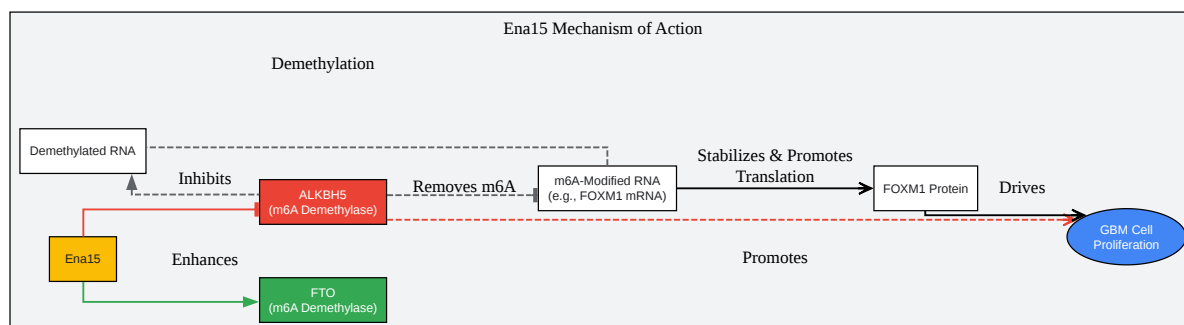 Ena15 Mechanism of Action
Demethylation
Demethylated RNA
Inhibits
ALKBH5
(m6A Demethylase)
Removes m6A
m6A-Modified RNA
(e.g., FOXM1 mRNA)
Stabilizes & Promotes
Translation
FOXM1 Protein
Drives
GBM Cell
Proliferation
Ena15
Enhances
FTO
(m6A Demethylase)
Promotes